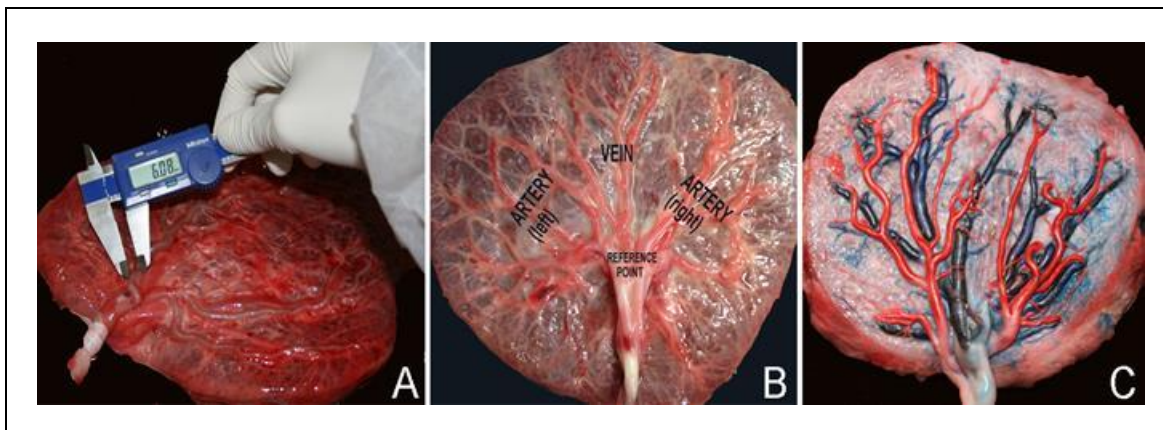 6.08
Mitutoyo
A
ARTERY
(left)
VEIN
ARTERY
(right)
REFERENCE
POINT
B
C